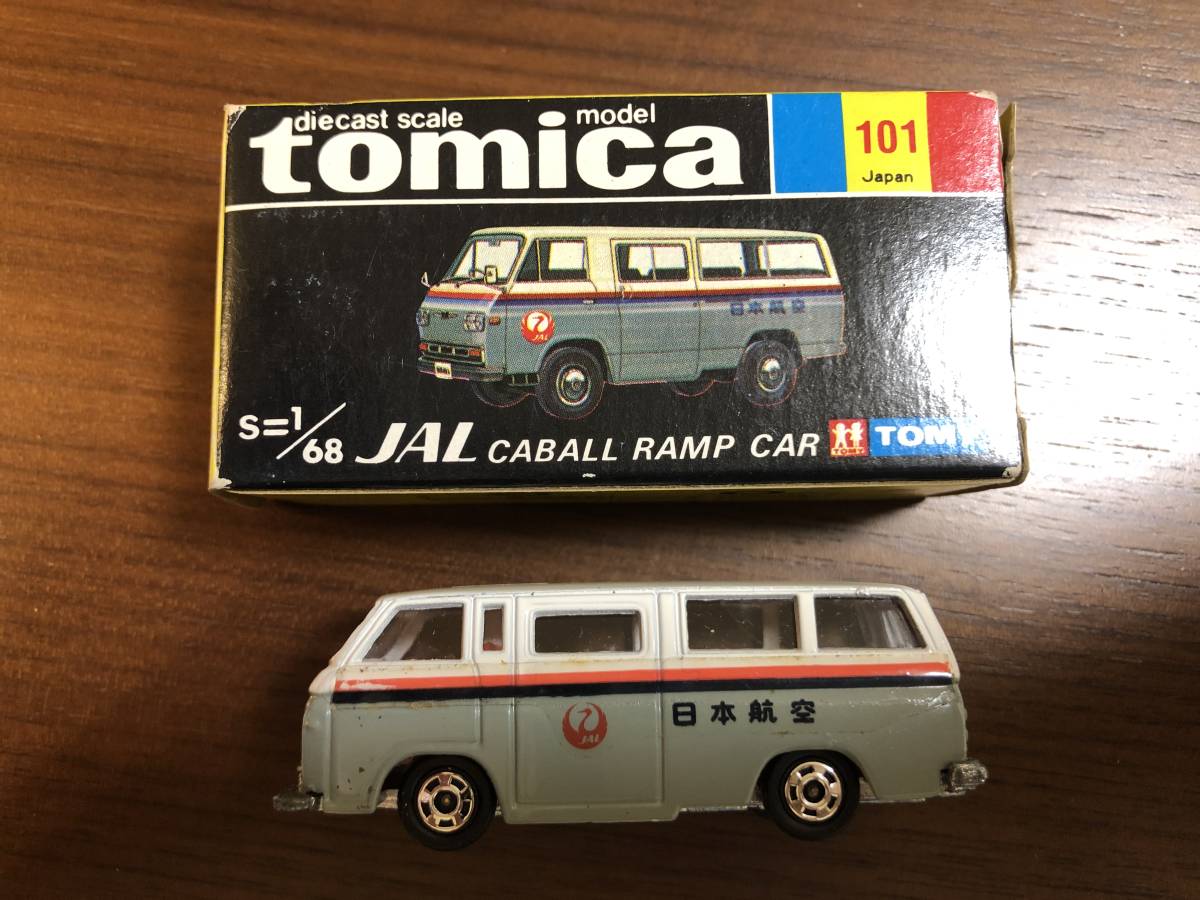 diecast scale model
tomica
101
Japan
日本航空
JAL
S=1/68 JAL CABALL RAMP CAR
TOMY
TOMY
日本航空
JAL